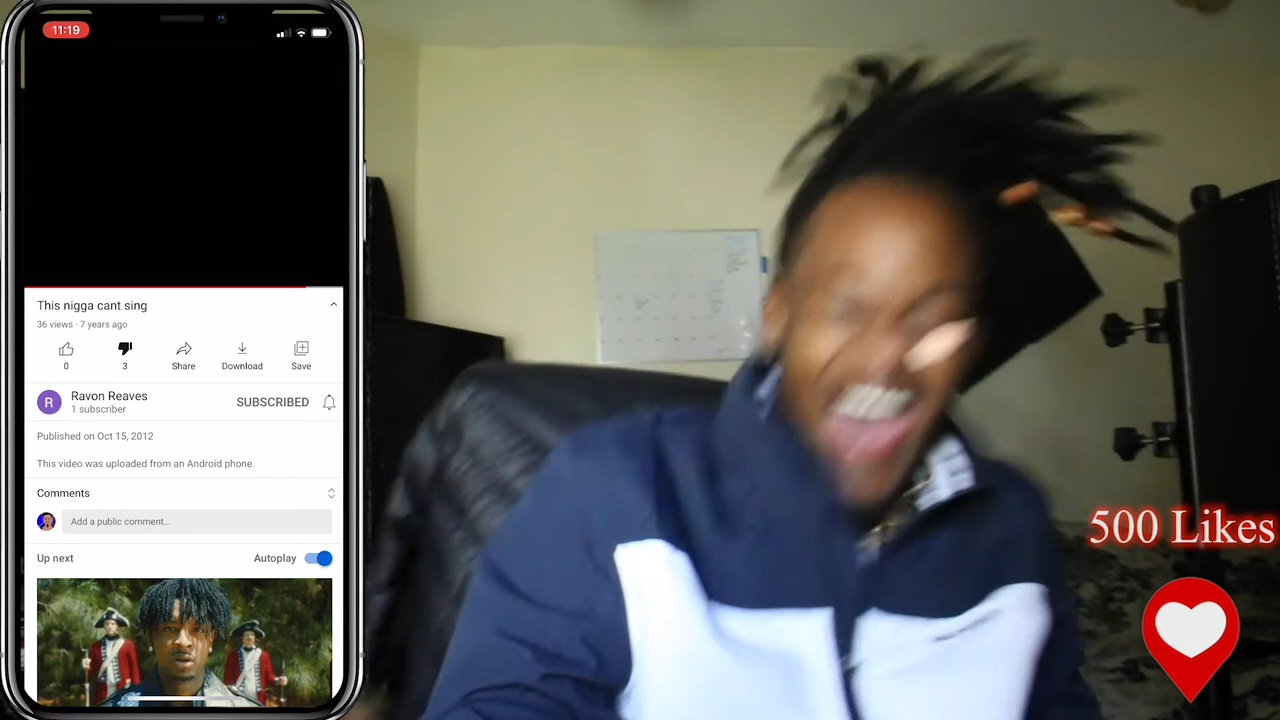 11:19
This nigga cant sing
36 views · 7 years ago
0
3
Share
Download
Save
R
Ravon Reaves
1 subscriber
SUBSCRIBED
Published on Oct 15, 2012
This video was uploaded from an Android phone.
Comments
Add a public comment...
Up next
Autoplay
500 Likes